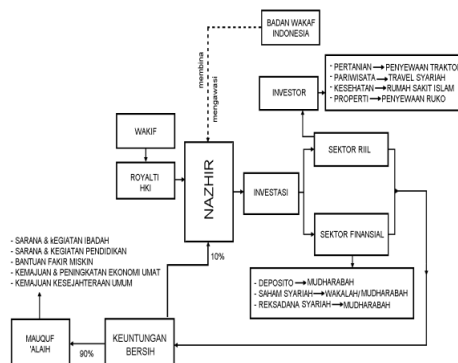 BADAN WAKAF
INDONESIA
membina
mengawasi
- PERTANIAN → PENYEWAAN TRAKTOR
- PARIWISATA → TRAVEL SYARIAH
- KESEHATAN → RUMAH SAKIT ISLAM
- PROPERTI → PENYEWAAN RUKO
INVESTOR
WAKIF
ROYALTI
HKI
NAZHIR
INVESTASI
SEKTOR RIIL
SEKTOR FINANSIAL
- SARANA & kEGIATAN IBADAH
- SARANA & KEGIATAN PENDIDIKAN
- BANTUAN FAKIR MISKIN
- KEMAJUAN & PENINGKATAN EKONOMI UMAT
- KEMAJUAN KESEJAHTERAAN UMUM
10%
- DEPOSITO → MUDHARABAH
- SAHAM SYARIAH → WAKALAH/ MUDHARABAH
- REKSADANA SYARIAH → MUDHARABAH
MAUQUF
'ALAIH
90%
KEUNTUNGAN
BERSIH